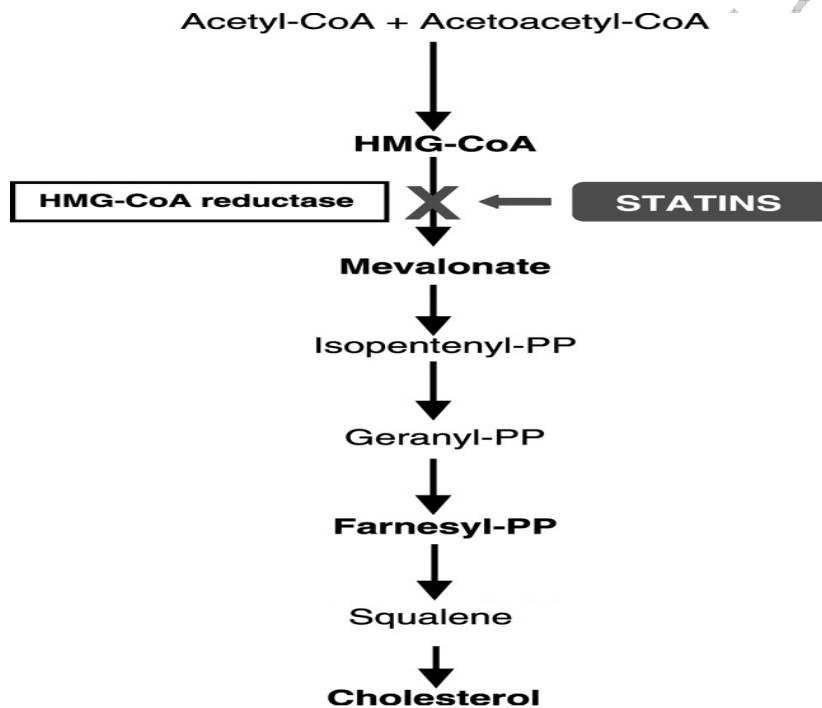 Acetyl-CoA + Acetoacetyl-CoA
HMG-CoA
HMG-CoA reductase
X
STATINS
Mevalonate
Isopentenyl-PP
Geranyl-PP
Farnesyl-PP
Squalene
Cholesterol